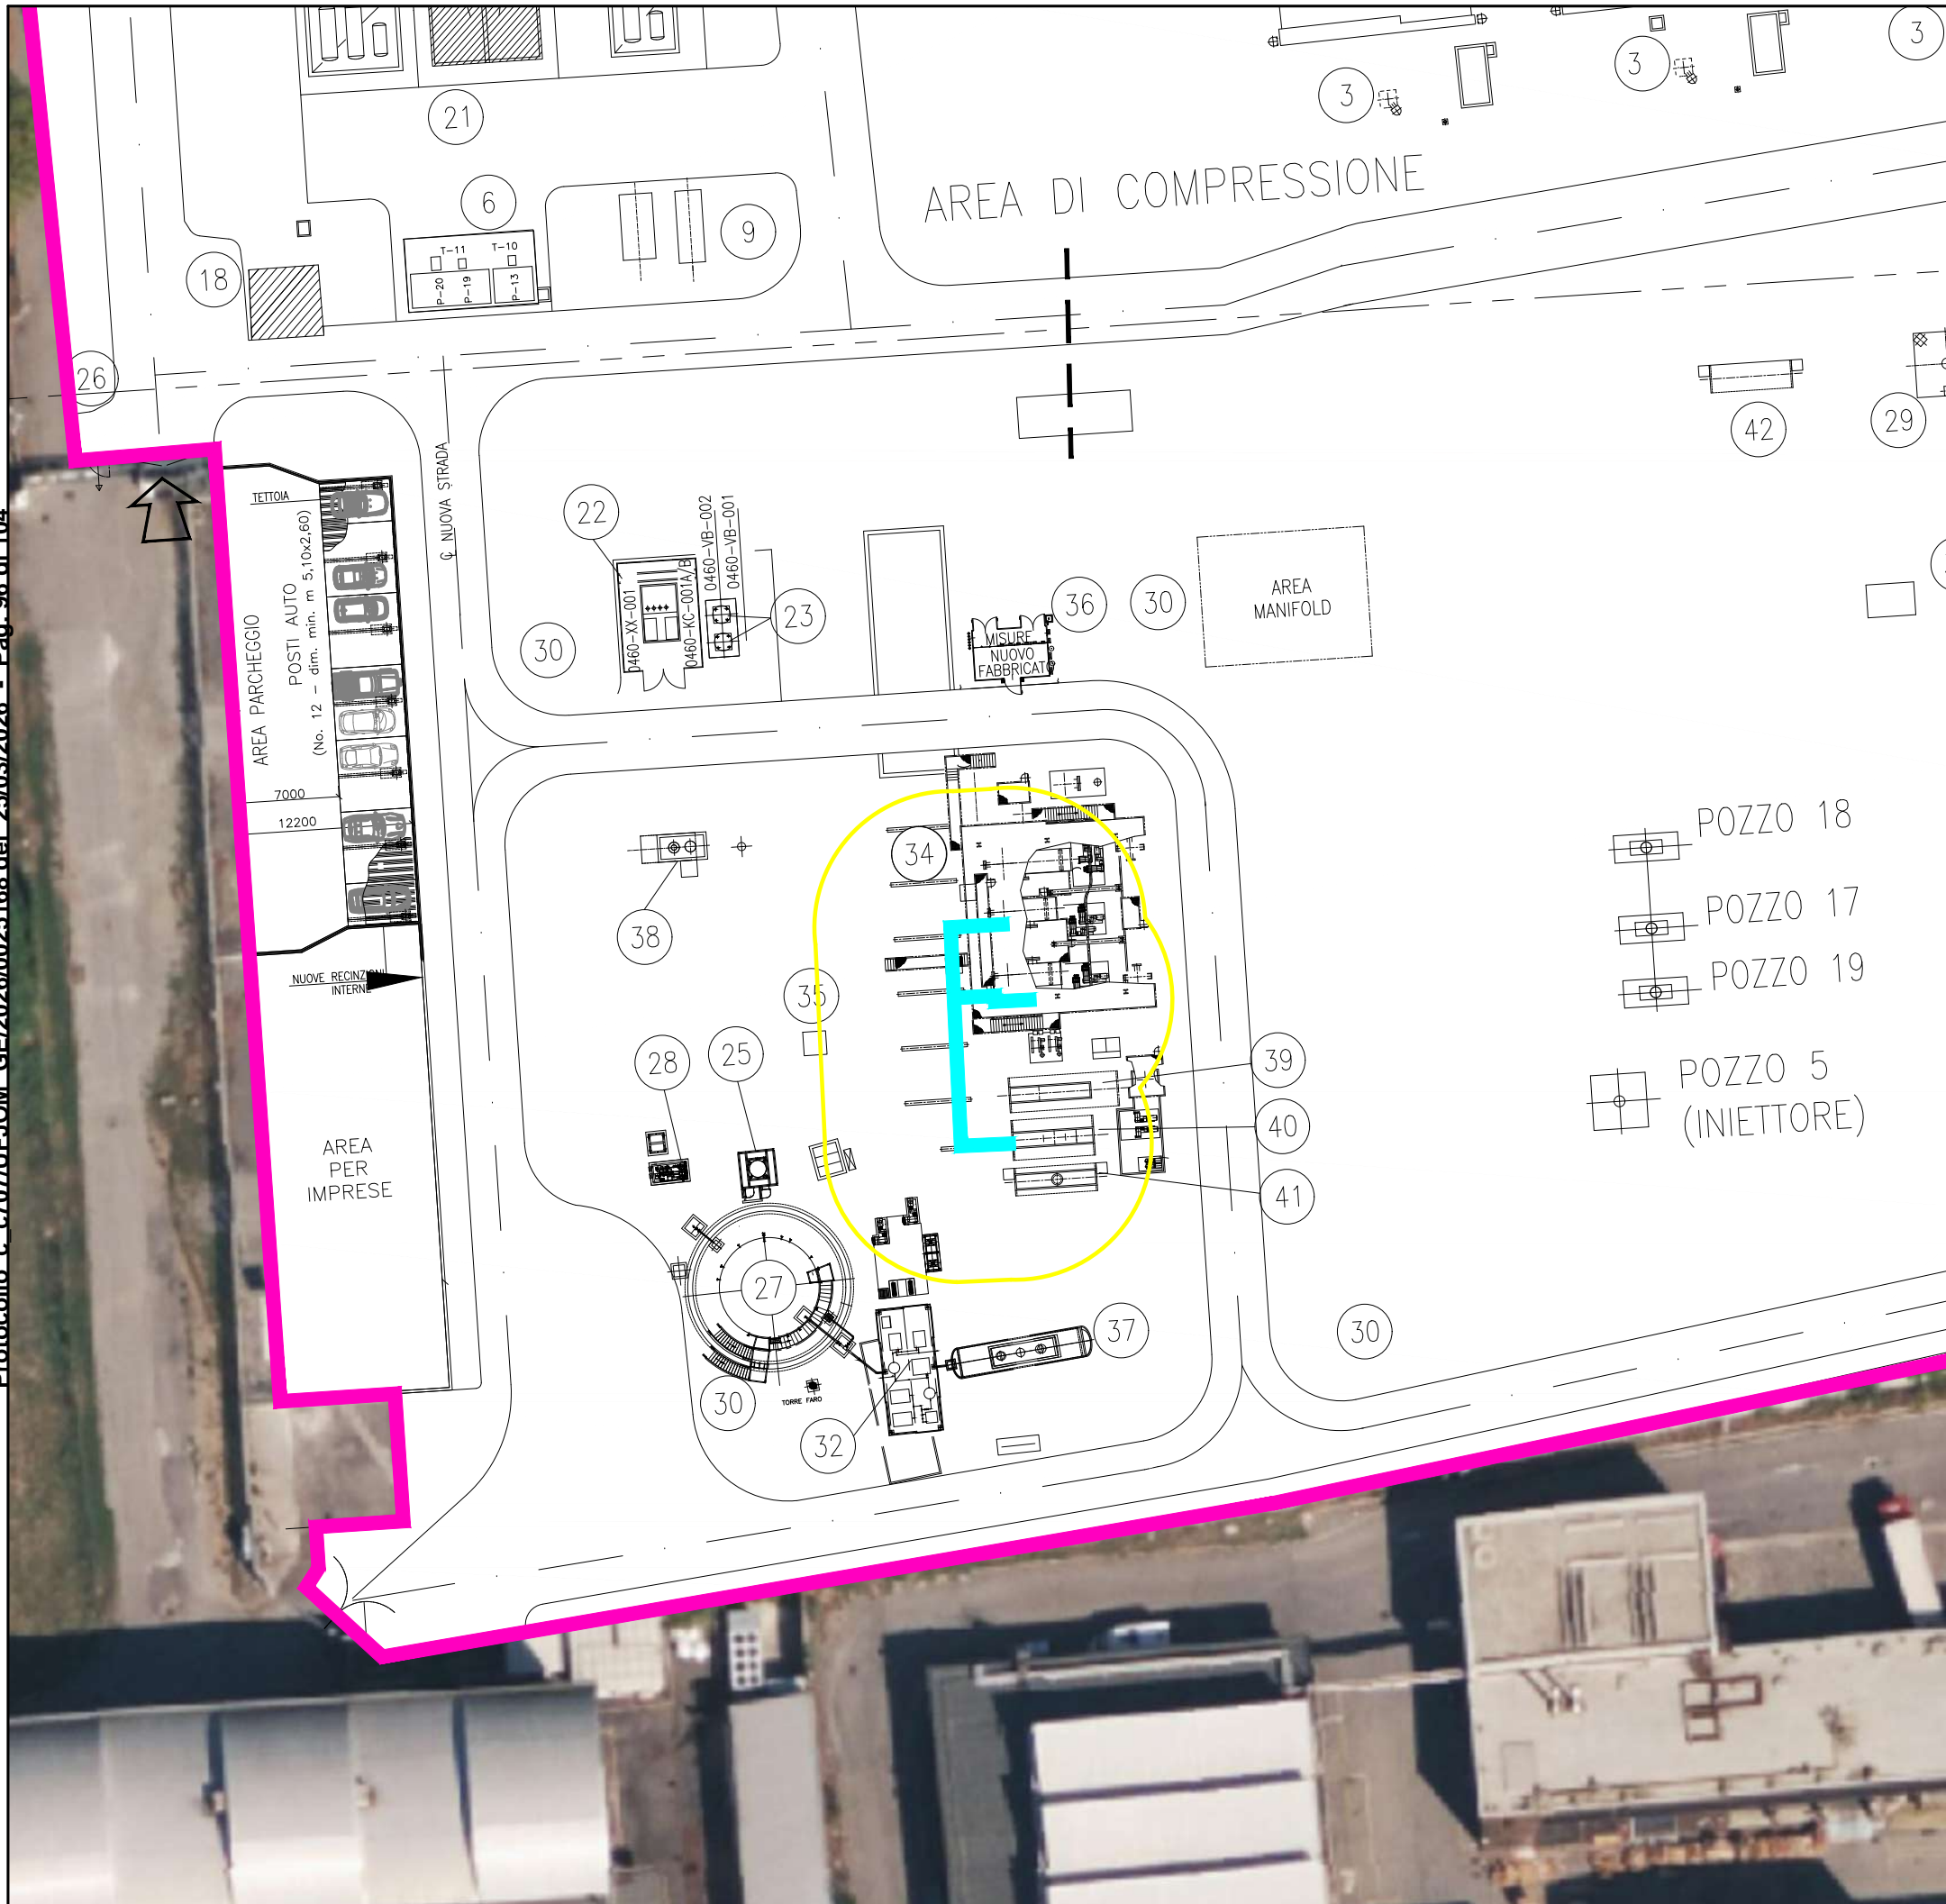 21
3
3
3
6
AREA DI COMPRESSIONE
9
T-11
T-10
18
P-20
P-19
P-13
26
42
29
℄ NUOVA STRADA
TETTOIA
22
0460-VB-002
0460-VB-001
AREA PARCHEGGIO
POSTI AUTO
(No. 12 - dim. min. m 5,10x2,60)
0460-XX-001
0460-KC-001A/B
23
30
36
30
MISURE
NUOVO
FABBRICATO
AREA
MANIFOLD
7000
12200
34
38
POZZO 18
POZZO 17
POZZO 19
NUOVE RECINZIONI
INTERNE
35
28
25
39
POZZO 5
(INIETTORE)
40
AREA
PER
IMPRESE
41
27
37
30
30
TORRE FARO
32